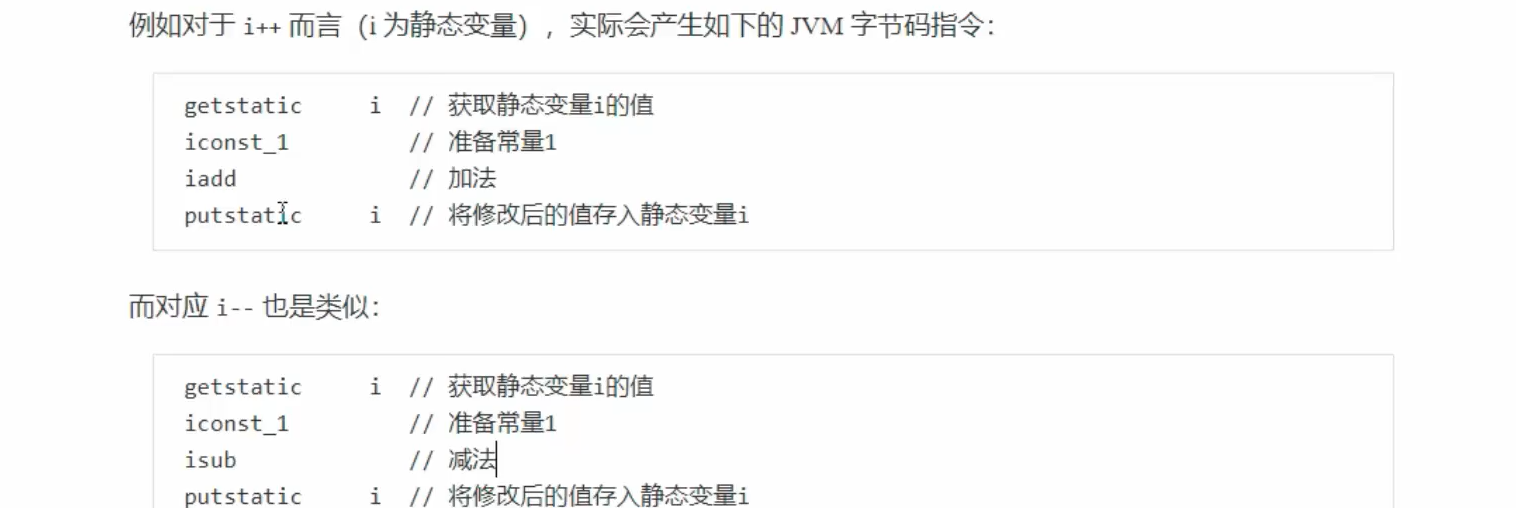 例如对于 i++ 而言（i 为静态变量），实际会产生如下的 JVM 字节码指令：
getstatic i // 获取静态变量i的值
iconst_1 // 准备常量1
iadd // 加法
putstatic i // 将修改后的值存入静态变量i
而对应 i-- 也是类似：
getstatic i // 获取静态变量i的值
iconst_1 // 准备常量1
isub // 减法
putstatic i // 将修改后的值存入静态变量i